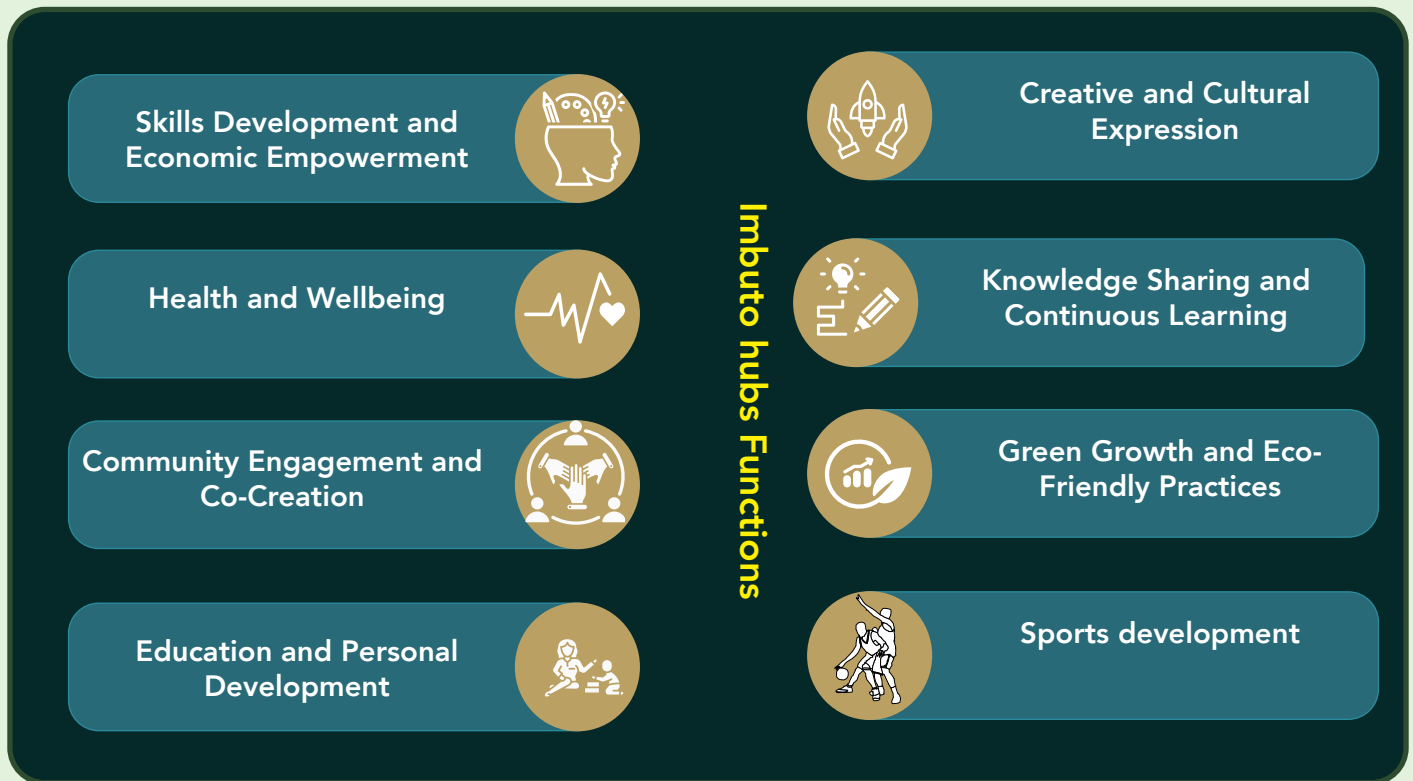 Skills Development and
Economic Empowerment
Health and Wellbeing
Community Engagement and
Co-Creation
Education and Personal
Development
Imbuto hubs Functions
Creative and Cultural
Expression
Knowledge Sharing and
Continuous Learning
Green Growth and Eco-
Friendly Practices
Sports development